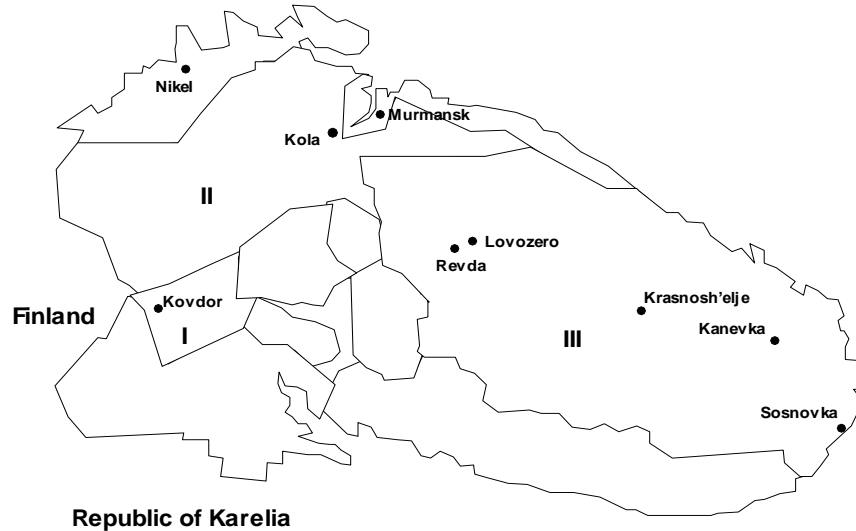 Nikel
Murmansk
Kola
II
Lovozero
Revda
Kovdor
Krasnosh'elje
Finland
I
III
Kanevka
Sosnovka
Republic of Karelia